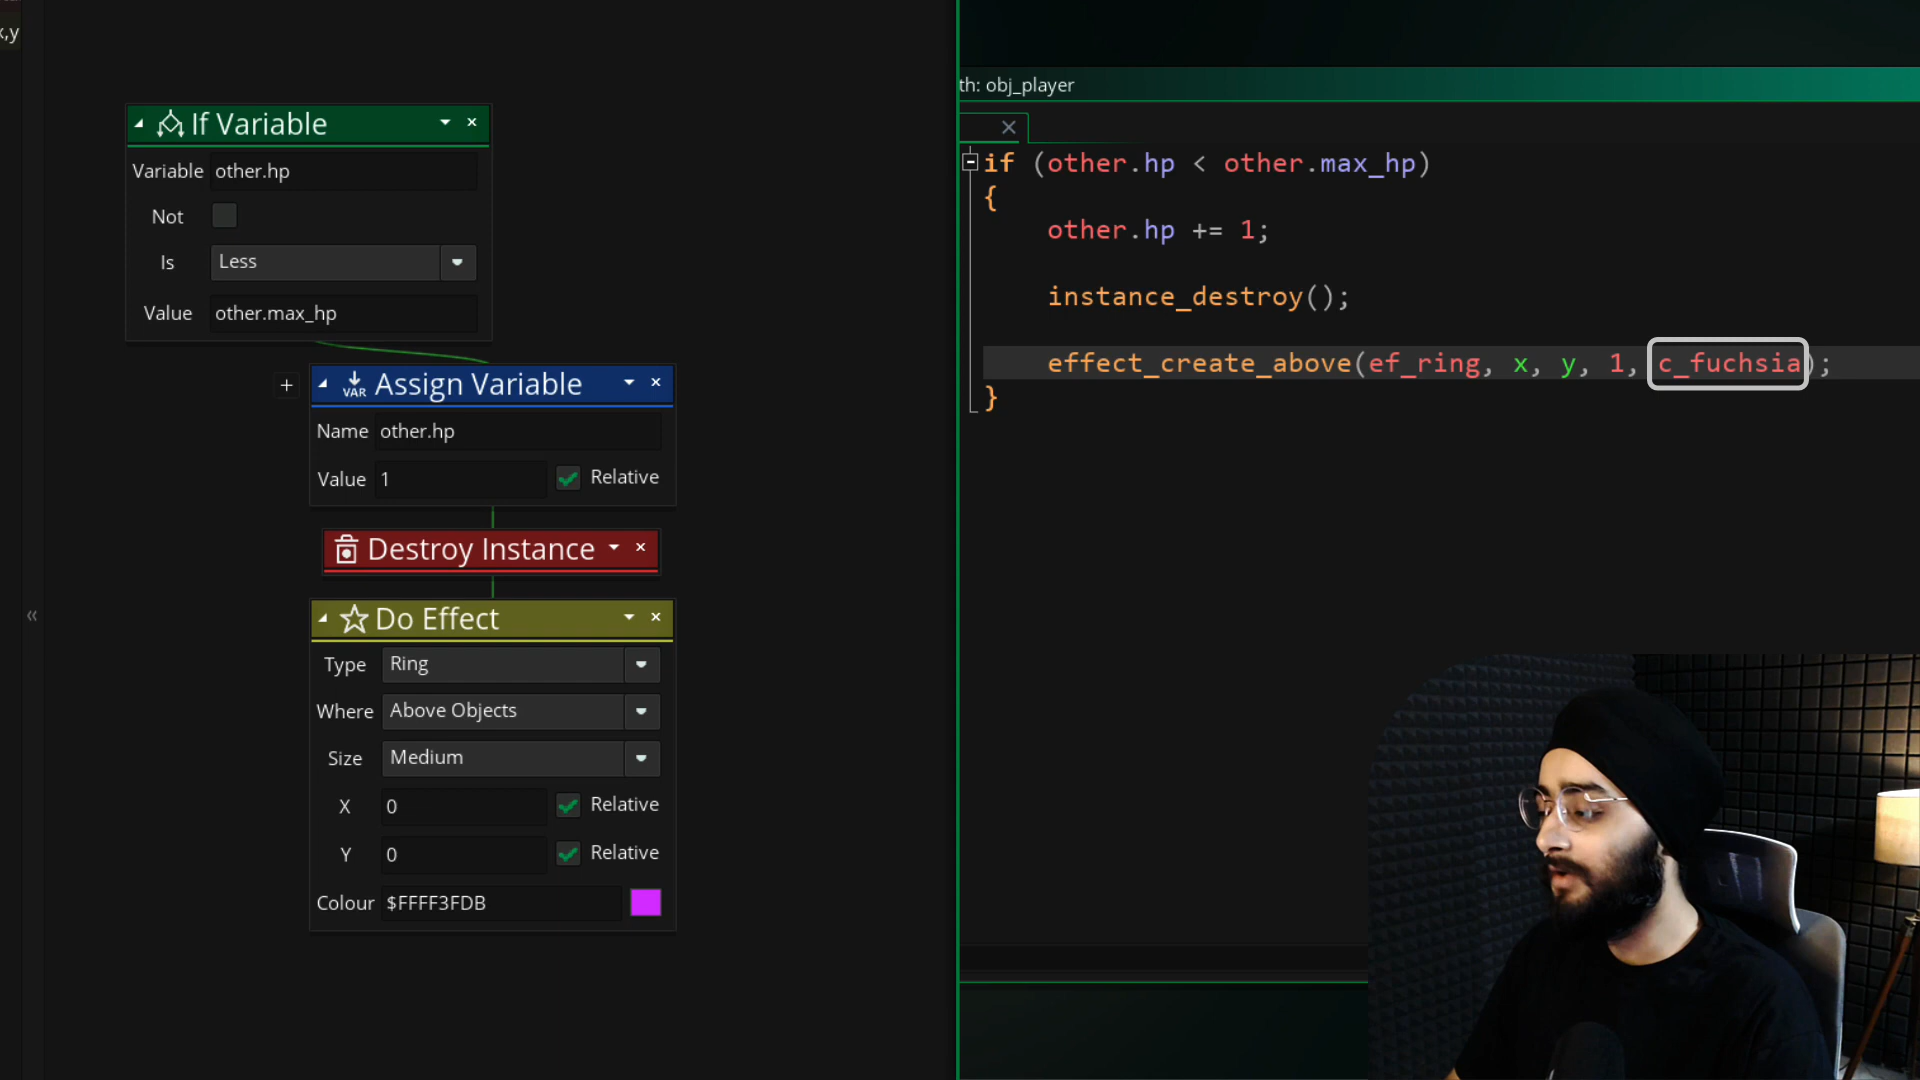 x,y
If Variable
Variable other.hp
Not
Is Less
Value other.max_hp
Assign Variable
VAR
Name other.hp
Value 1 Relative
Destroy Instance
Do Effect
Type Ring
Where Above Objects
Size Medium
X 0 Relative
Y 0 Relative
Colour $FFFF3FDB
th: obj_player
if (other.hp < other.max_hp)
{
other.hp += 1;
instance_destroy();
effect_create_above(ef_ring, x, y, 1, c_fuchsia);
}